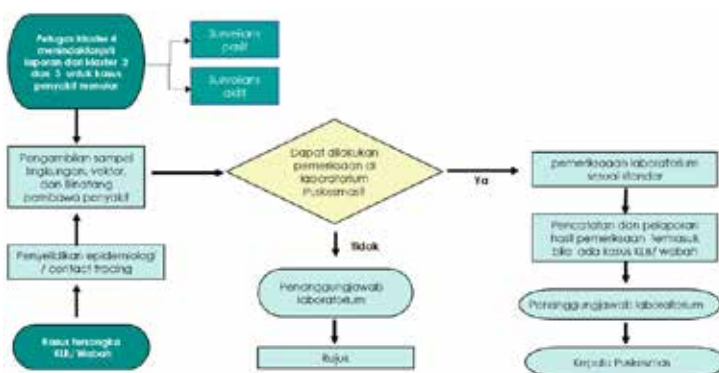 Petugas klaster 4
menindaklanjuti
laporan dari klaster 2
dan 3 untuk kasus
penyakit menular
Surveilans
pasif
Surveilans
aktif
Pengambilan sampel
lingkungan, vektor,
dan Binatang
pembawa penyakit
Penyelidikan epidemiologi
/ contact tracing
Kasus tersangka
KLB/ Wabah
Dapat dilakukan
pemeriksaan di
laboratorium
Puskesmas?
Ya
Tidak
Penanggungjawab
laboratorium
Rujuk
pemeriksaan laboratorium
sesuai standar
Pencatatan dan pelaporan
hasil pemeriksaan termasuk
bila ada kasus KLB/ wabah
Penanggungjawab laboratorium
Kepala Puskesmas